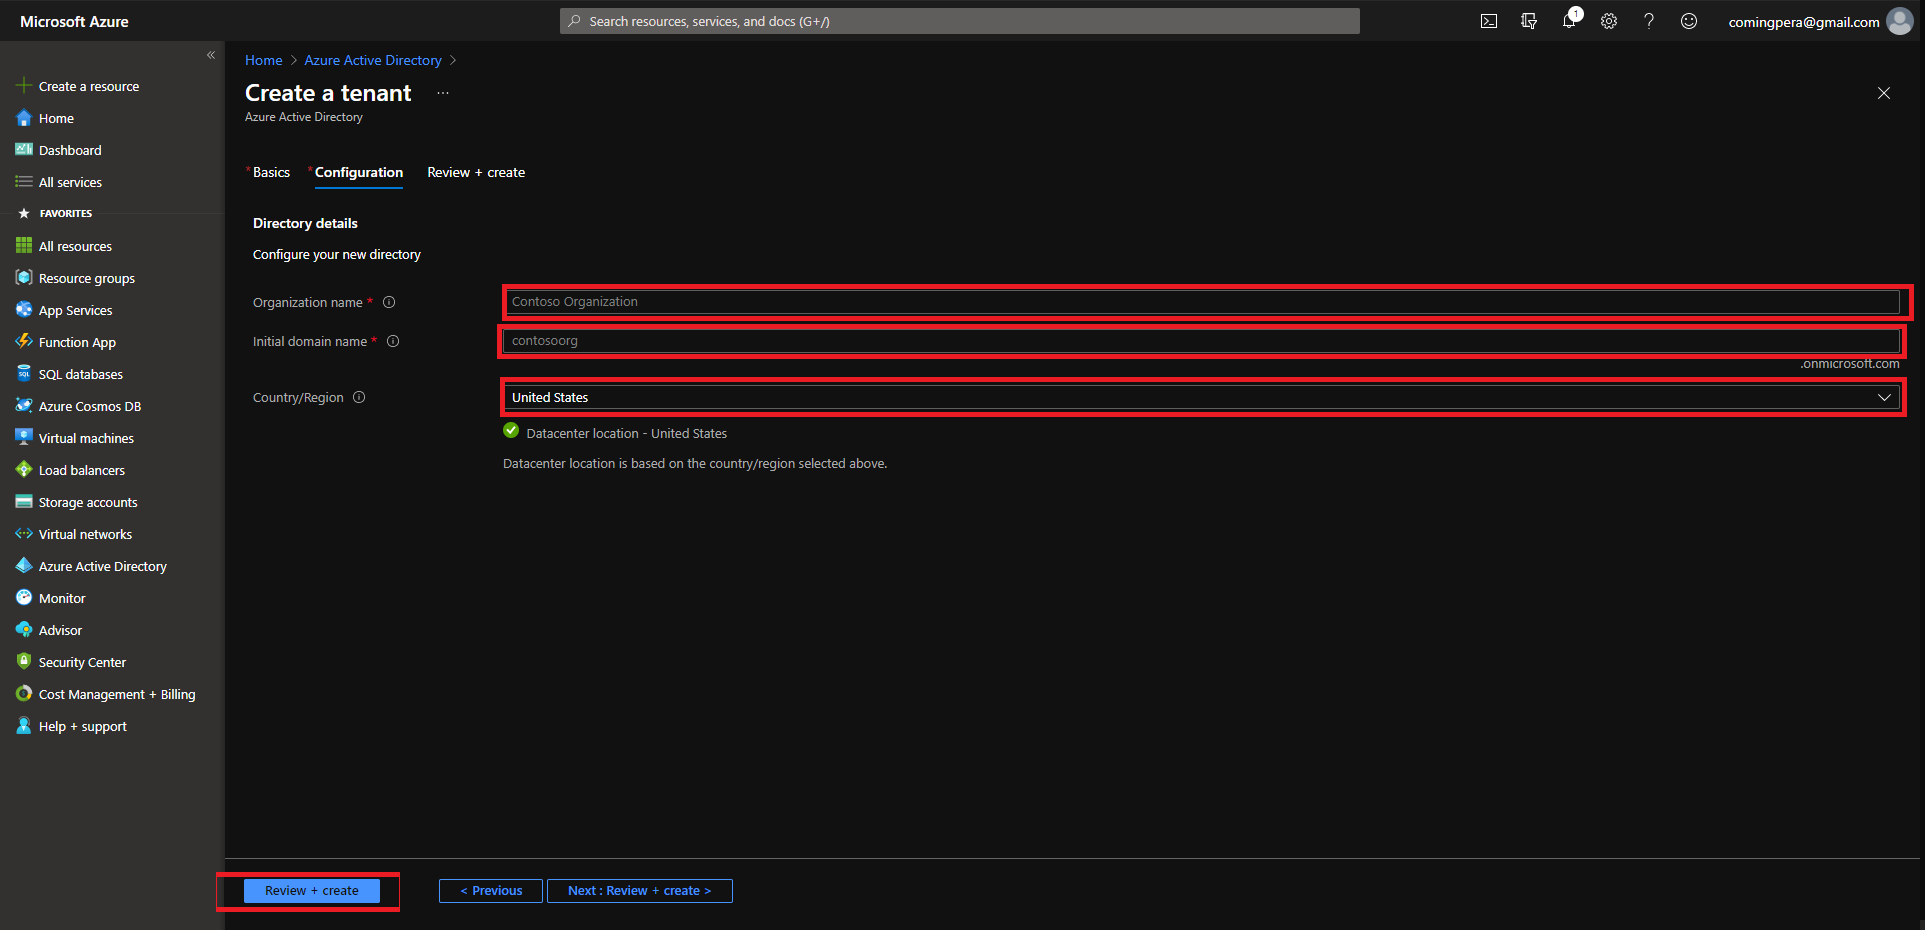 Microsoft Azure
Search resources, services, and docs (G+/)
1
comingpera@gmail.com
«
Create a resource
Home
Dashboard
All services
FAVORITES
All resources
Resource groups
App Services
Function App
SQL databases
Azure Cosmos DB
Virtual machines
Load balancers
Storage accounts
Virtual networks
Azure Active Directory
Monitor
Advisor
Security Center
Cost Management + Billing
Help + support
Home > Azure Active Directory >
Create a tenant ...
Azure Active Directory
* Basics * Configuration Review + create
Directory details
Configure your new directory
Organization name *
Contoso Organization
Initial domain name *
contosoorg
.onmicrosoft.com
Country/Region
United States
Datacenter location - United States
Datacenter location is based on the country/region selected above.
Review + create
< Previous
Next : Review + create >